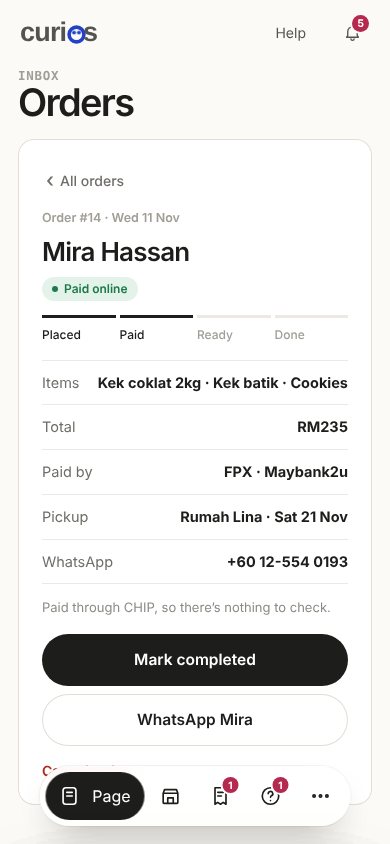 curios
Help
5
INBOX
Orders
All orders
Order #14 · Wed 11 Nov
Mira Hassan
Paid online
Placed Paid Ready Done
Items Kek coklat 2kg · Kek batik · Cookies
Total RM235
Paid by FPX · Maybank2u
Pickup Rumah Lina · Sat 21 Nov
WhatsApp +60 12-554 0193
Paid through CHIP, so there's nothing to check.
Mark completed
WhatsApp Mira
Page
1
1